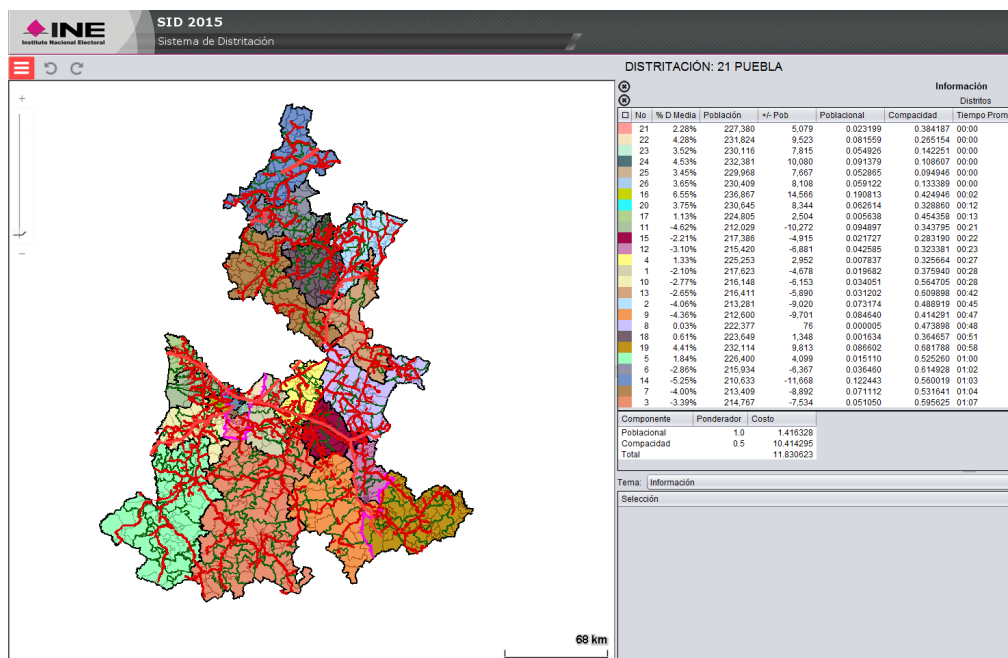 INE
Instituto Nacional Electoral
SID 2015
Sistema de Distritación
DISTRITACIÓN: 21 PUEBLA
Información
Distritos
No % D Media Población +/- Pob Poblacional Compacidad Tiempo Prom
21 2.28% 227,380 5,079 0.023199 0.384187 00:00
22 4.28% 231,824 9,523 0.081559 0.265154 00:00
23 3.52% 230,116 7,815 0.054926 0.142251 00:00
24 4.53% 232,381 10,080 0.091379 0.108607 00:00
25 3.45% 229,968 7,667 0.052865 0.094946 00:00
26 3.65% 230,409 8,108 0.059122 0.133389 00:00
16 6.55% 236,867 14,566 0.190813 0.424946 00:02
20 3.75% 230,645 8,344 0.062614 0.328860 00:12
17 1.13% 224,805 2,504 0.005638 0.454358 00:13
11 -4.62% 212,029 -10,272 0.094897 0.343795 00:21
15 -2.21% 217,386 -4,915 0.021727 0.283190 00:22
12 -3.10% 215,420 -6,881 0.042585 0.323381 00:23
4 1.33% 225,253 2,952 0.007837 0.325664 00:27
1 -2.10% 217,623 -4,678 0.019682 0.375940 00:28
10 -2.77% 216,148 -6,153 0.034051 0.564705 00:28
13 -2.65% 216,411 -5,890 0.031202 0.609898 00:42
2 -4.06% 213,281 -9,020 0.073174 0.488919 00:45
9 -4.36% 212,600 -9,701 0.084640 0.414291 00:47
8 0.03% 222,377 76 0.000005 0.473898 00:48
18 0.61% 223,649 1,348 0.001634 0.364657 00:51
19 4.41% 232,114 9,813 0.086602 0.681788 00:58
5 1.84% 226,400 4,099 0.015110 0.525260 01:00
6 -2.86% 215,934 -6,367 0.036460 0.614928 01:02
14 -5.25% 210,633 -11,668 0.122443 0.560019 01:03
7 -4.00% 213,409 -8,892 0.071112 0.531641 01:04
3 -3.39% 214,767 -7,534 0.051050 0.595625 01:07
Componente Ponderador Costo
Poblacional 1.0 1.416328
Compacidad 0.5 10.414295
Total 11.830623
Tema: Información
Selección
68 km